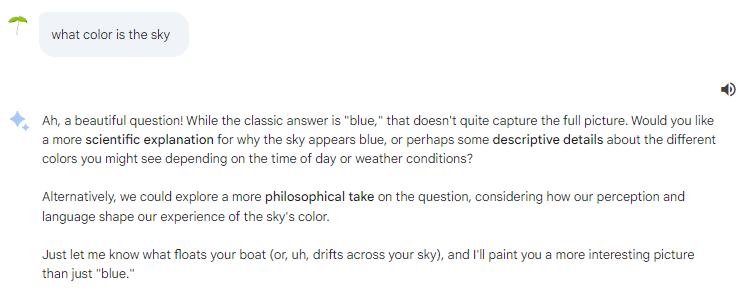 what color is the sky
Ah, a beautiful question! While the classic answer is "blue," that doesn't quite capture the full picture. Would you like
a more scientific explanation for why the sky appears blue, or perhaps some descriptive details about the different
colors you might see depending on the time of day or weather conditions?
Alternatively, we could explore a more philosophical take on the question, considering how our perception and
language shape our experience of the sky's color.
Just let me know what floats your boat (or, uh, drifts across your sky), and I'll paint you a more interesting picture
than just "blue."